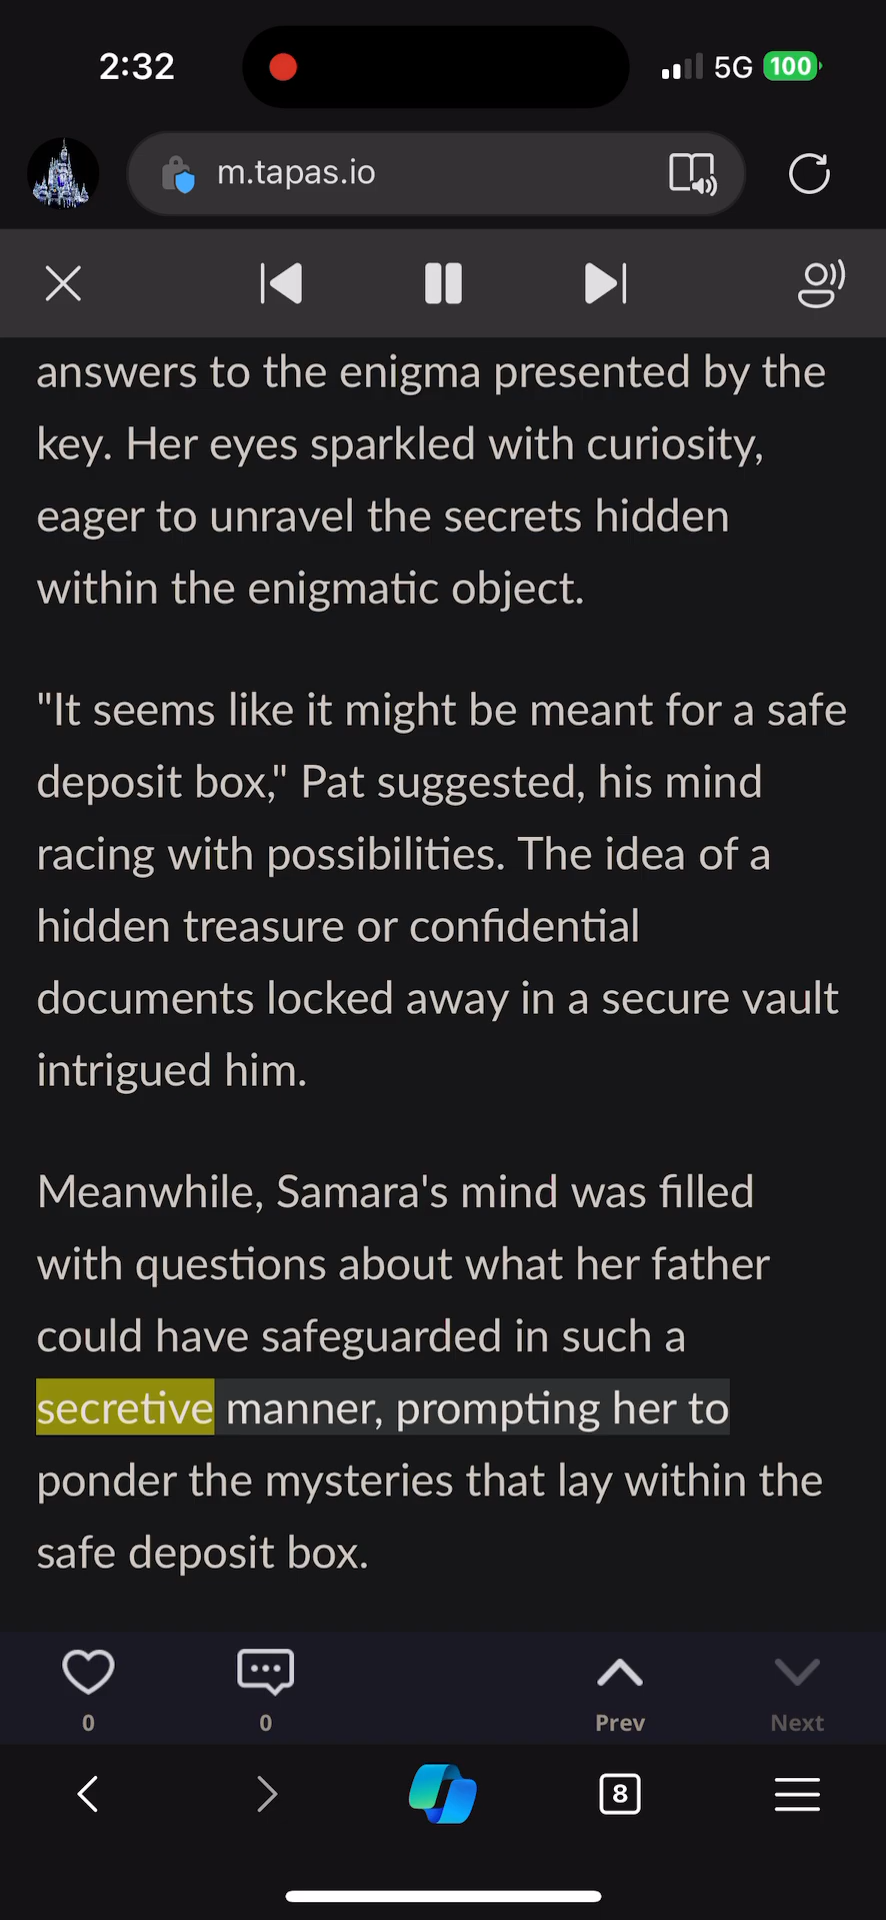 2:32
5G
100
m.tapas.io
answers to the enigma presented by the
key. Her eyes sparkled with curiosity,
eager to unravel the secrets hidden
within the enigmatic object.
"It seems like it might be meant for a safe
deposit box," Pat suggested, his mind
racing with possibilities. The idea of a
hidden treasure or confidential
documents locked away in a secure vault
intrigued him.
Meanwhile, Samara's mind was filled
with questions about what her father
could have safeguarded in such a
secretive manner, prompting her to
ponder the mysteries that lay within the
safe deposit box.
0
0
Prev
Next
8